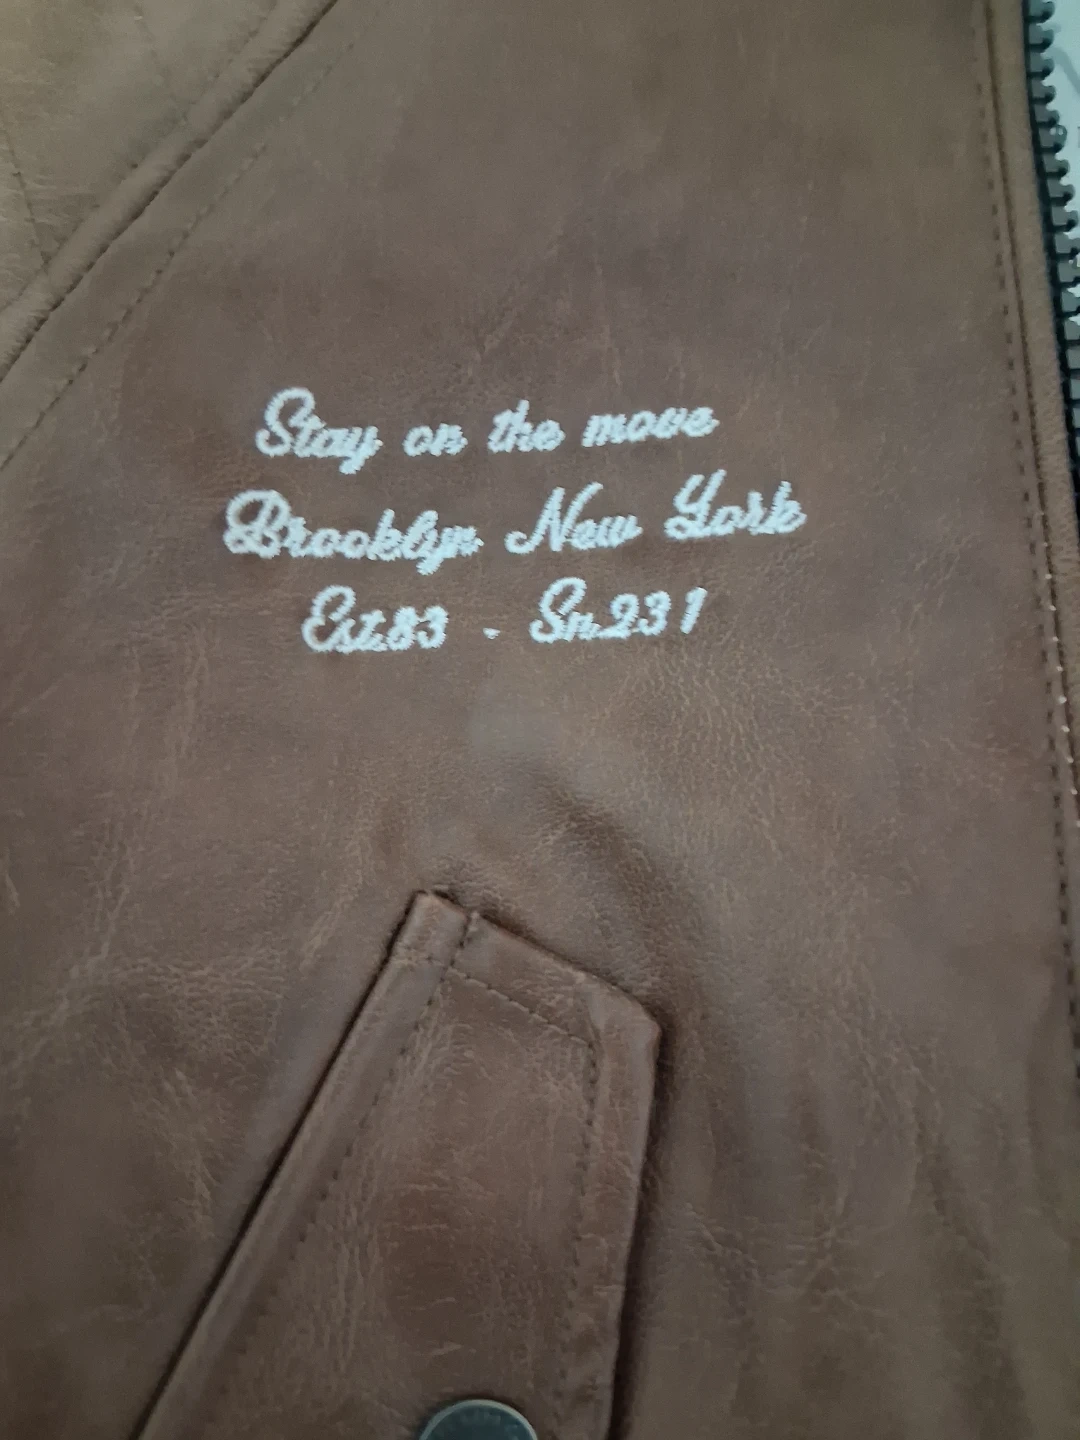 Stay on the move
Brooklyn New York
Est.83 - Sn.231